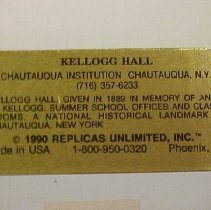 KELLOGG HALL
CHAUTAUQUA INSTITUTION CHAUTAUQUA, N.Y.
(716) 357-6233
KELLOGG HALL, GIVEN IN 1889 IN MEMORY OF AN
KELLOGG. SUMMER SCHOOL OFFICES AND CLAS
ROOMS. A NATIONAL HISTORICAL LANDMARK
HAUTAUQUA, NEW YORK
© 1990 REPLICAS UNLIMITED, INC.™
de in USA 1-800-950-0320 Phoenix,